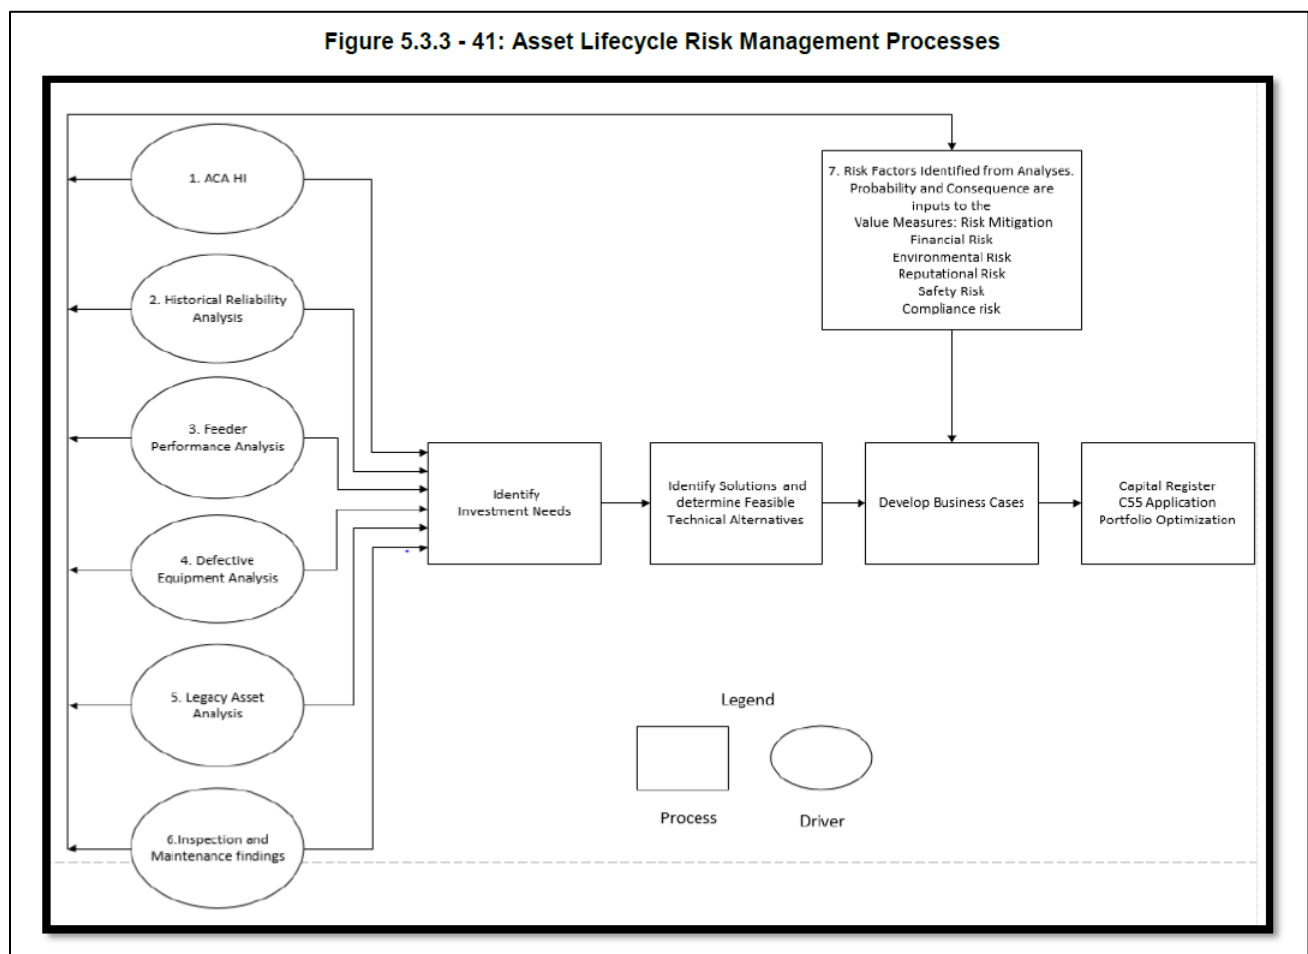 Figure 5.3.3 - 41: Asset Lifecycle Risk Management Processes
1. ACA HI
2. Historical Reliability
Analysis
3. Feeder
Performance Analysis
4. Defective
Equipment Analysis
5. Legacy Asset
Analysis
6.Inspection and
Maintenance findings
7. Risk Factors Identified from Analyses.
Probability and Consequence are
inputs to the
Value Measures: Risk Mitigation
Financial Risk
Environmental Risk
Reputational Risk
Safety Risk
Compliance risk
Identify
Investment Needs
Identify Solutions and
determine Feasible
Technical Alternatives
Develop Business Cases
Capital Register
C55 Application
Portfolio Optimization
Legend
Process
Driver